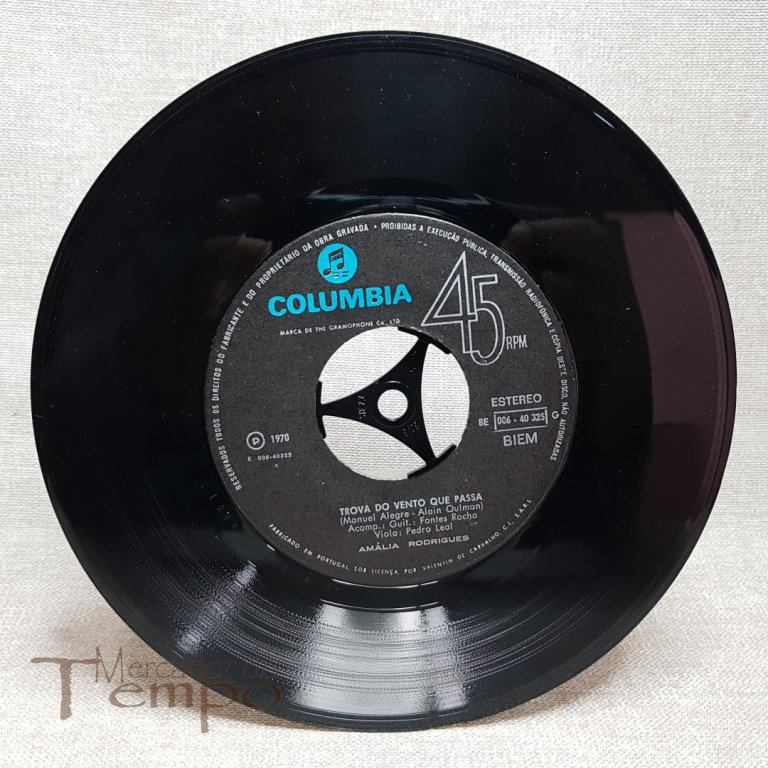 RESERVADOS TODOS OS DIREITOS DO FABRICANTE E DO PROPRIETÁRIO DA OBRA GRAVADA • PROIBIDAS A EXECUÇÃO PÚBLICA, TRANSMISSÃO RADIOFÓNICA E CÓPIA DESTE DISCO, NÃO AUTORIZADAS
COLUMBIA
MARCA DE THE GRAMOPHONE Co. LTD
45 RPM
ESTEREO
8E 006 - 40 325 G
BIEM
P 1970
E 006-40325
A
TROVA DO VENTO QUE PASSA
(Manuel Alegre - Alain Oulman)
Acomp.: Guit.: Fontes Rocha
Viola: Pedro Leal
AMÁLIA RODRIGUES
FABRICADO EM PORTUGAL SOB LICENÇA, POR VALENTIM DE CARVALHO, C.I., S.A.R.L.
Mercador do
Tempo